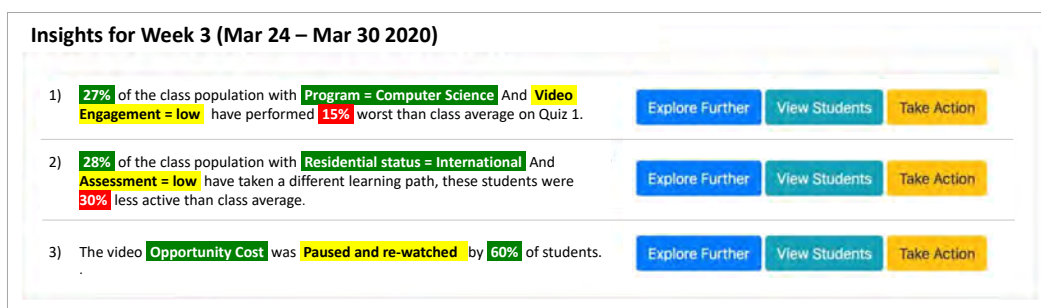 Insights for Week 3 (Mar 24 – Mar 30 2020)
1) 27% of the class population with Program = Computer Science And Video
Engagement = low have performed 15% worst than class average on Quiz 1.
Explore Further View Students Take Action
2) 28% of the class population with Residential status = International And
Assessment = low have taken a different learning path, these students were
30% less active than class average.
Explore Further View Students Take Action
3) The video Opportunity Cost was Paused and re-watched by 60% of students.
.
Explore Further View Students Take Action